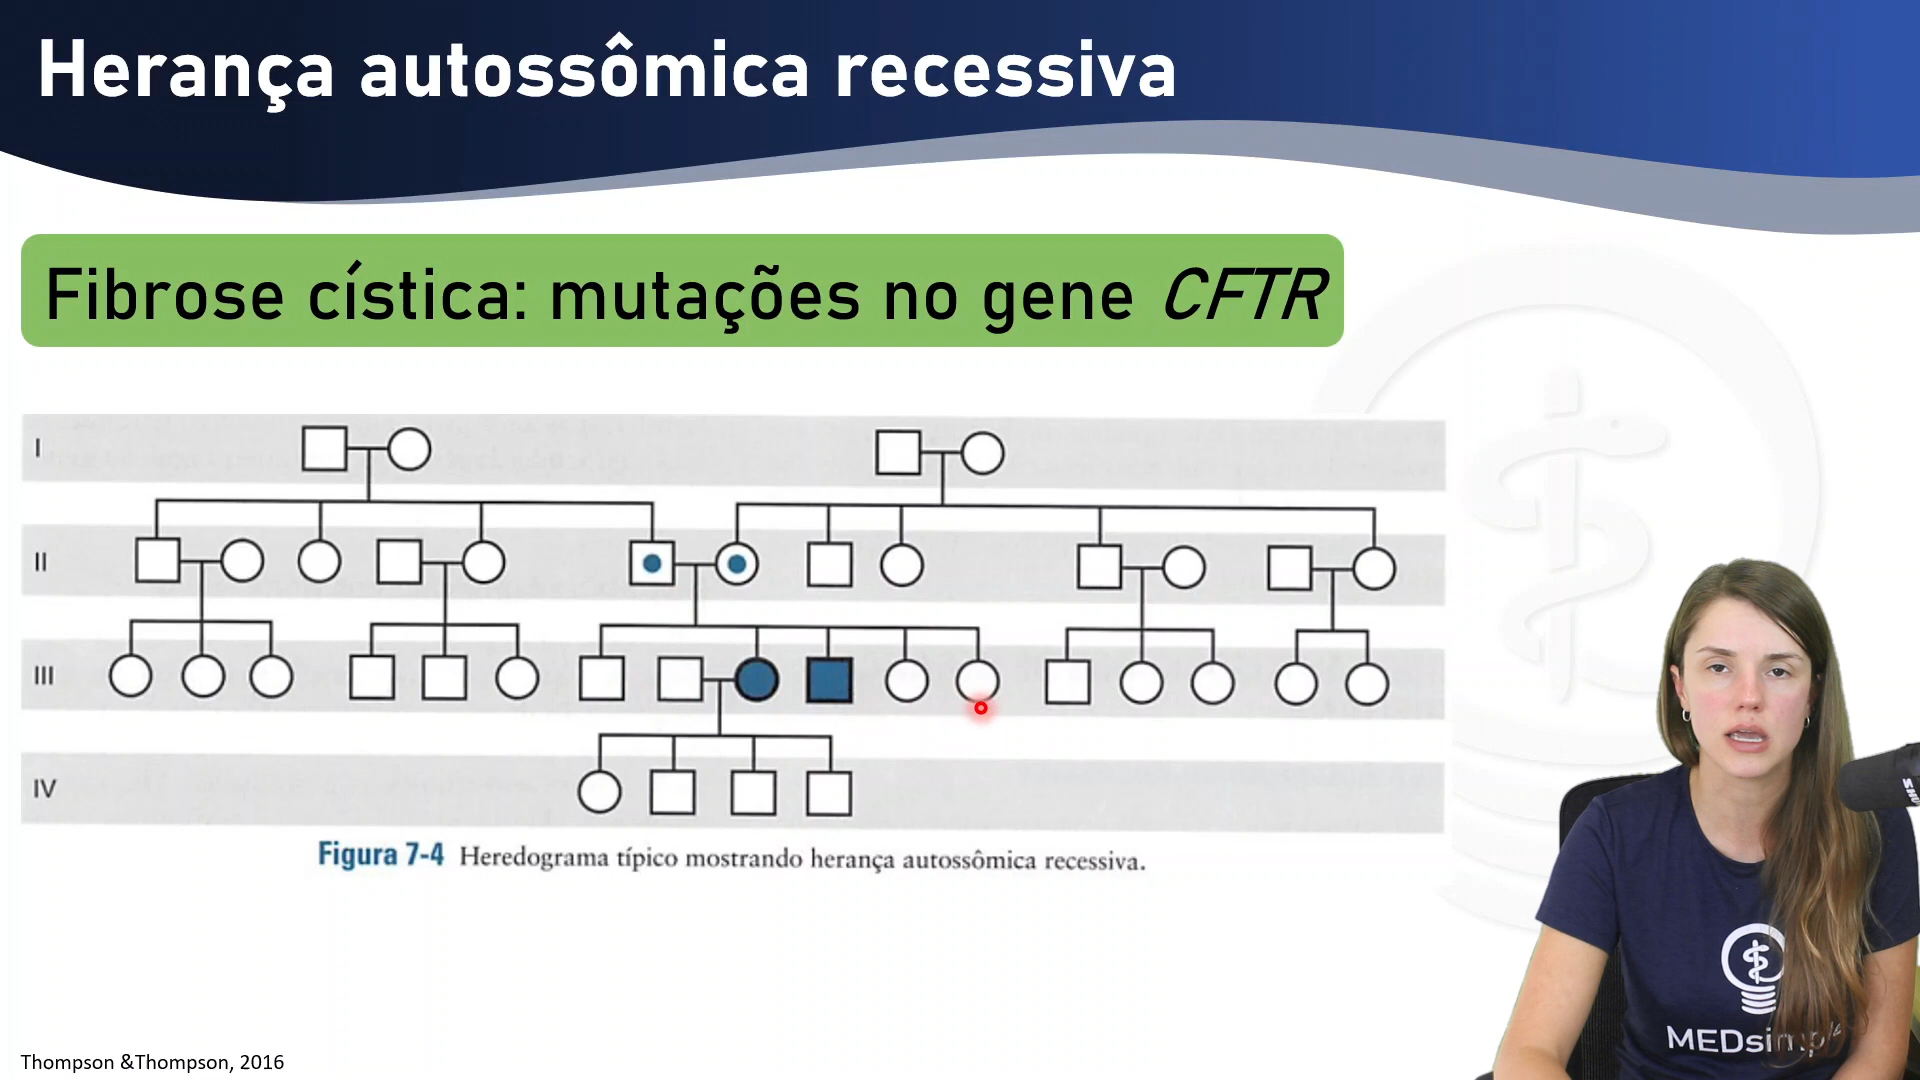 Herança autossômica recessiva
Fibrose cística: mutações no gene CFTR
I
II
III
IV
Figura 7-4 Heredograma típico mostrando herança autossômica recessiva.
Thompson &Thompson, 2016
MEDsimple